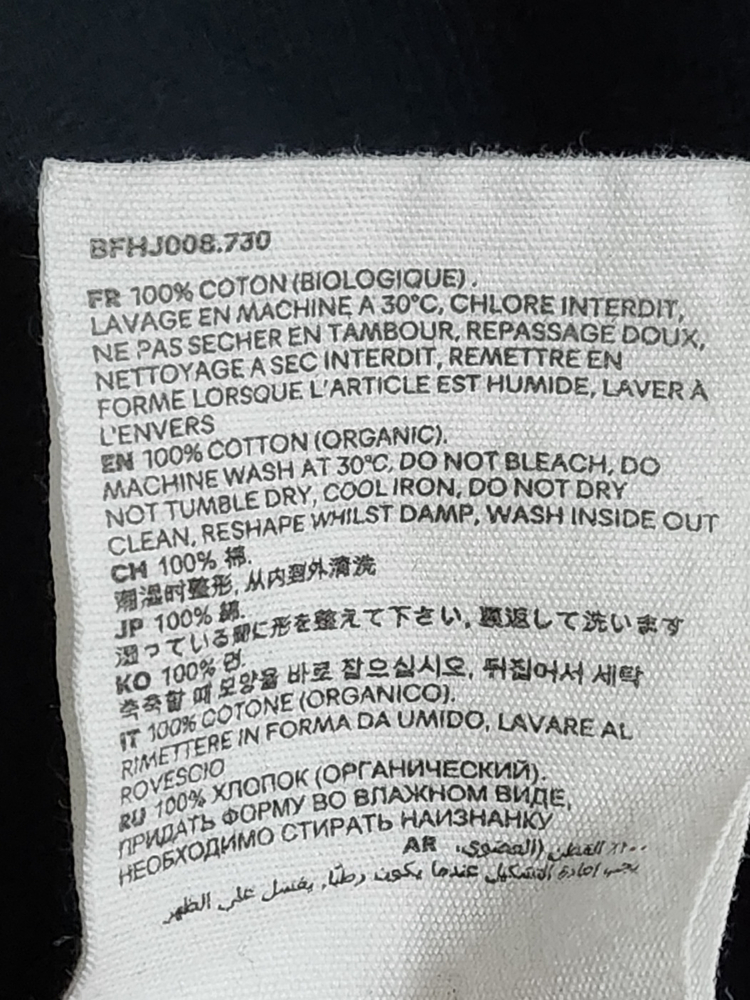 BFHJ008.730
FR 100% COTON (BIOLOGIQUE).
LAVAGE EN MACHINE A 30°C, CHLORE INTERDIT,
NE PAS SECHER EN TAMBOUR, REPASSAGE DOUX,
NETTOYAGE A SEC INTERDIT, REMETTRE EN
FORME LORSQUE L'ARTICLE EST HUMIDE, LAVER À
L'ENVERS
EN 100% COTTON (ORGANIC).
MACHINE WASH AT 30°C, DO NOT BLEACH, DO
NOT TUMBLE DRY, COOL IRON, DO NOT DRY
CLEAN, RESHAPE WHILST DAMP, WASH INSIDE OUT
CH 100% 棉.
潮湿时整形, 从内到外清洗
JP 100% 綿.
湿っている間に形を整えて下さい, 裏返して洗います
KO 100% 면.
축축할 때 모양을 바로 잡으십시오, 뒤집어서 세탁
IT 100% COTONE (ORGANICO).
RIMETTERE IN FORMA DA UMIDO, LAVARE AL
ROVESCIO
RU 100% ХЛОПОК (ОРГАНИЧЕСКИЙ).
ПРИДАТЬ ФОРМУ ВО ВЛАЖНОМ ВИДЕ,
НЕОБХОДИМО СТИРАТЬ НАИЗНАНКУ
AR ٪١٠٠ القطن (العضوي).
يجب إعادة التشكيل عندما يكون رطبًا, يغسل على الظهر